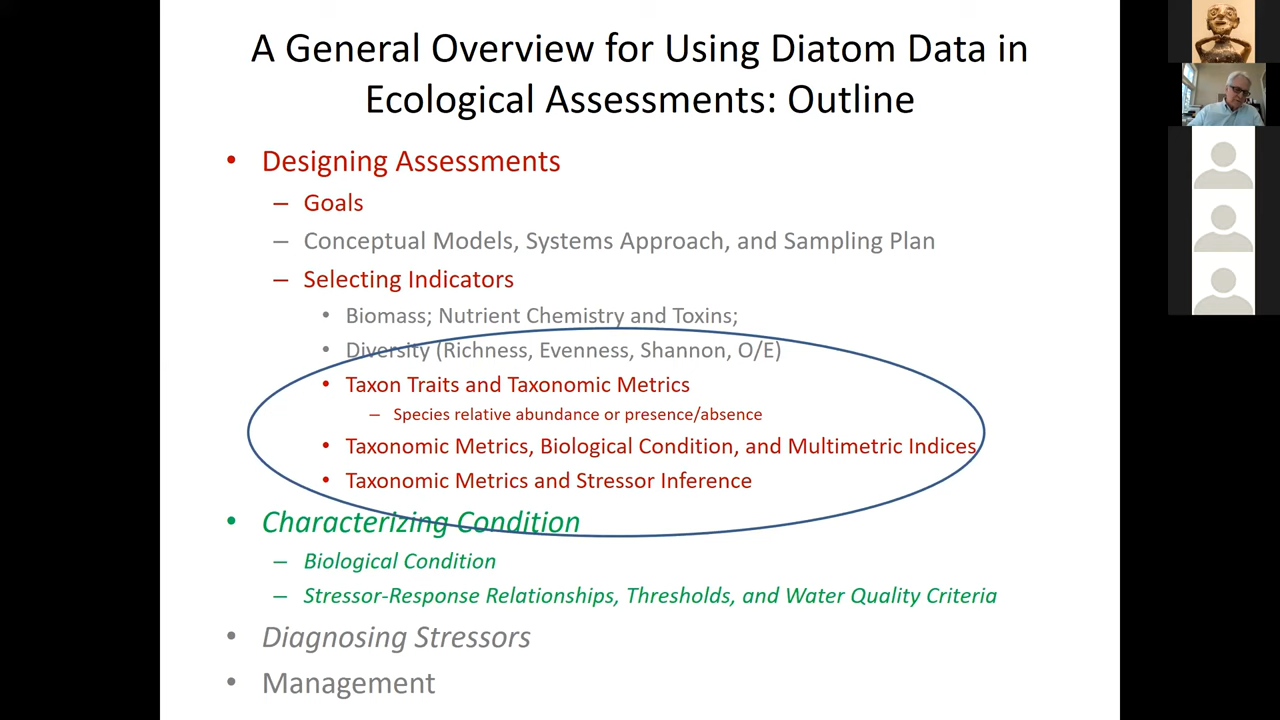 A General Overview for Using Diatom Data in
Ecological Assessments: Outline
• Designing Assessments
– Goals
– Conceptual Models, Systems Approach, and Sampling Plan
– Selecting Indicators
• Biomass; Nutrient Chemistry and Toxins;
• Diversity (Richness, Evenness, Shannon, O/E)
• Taxon Traits and Taxonomic Metrics
– Species relative abundance or presence/absence
• Taxonomic Metrics, Biological Condition, and Multimetric Indices
• Taxonomic Metrics and Stressor Inference
• Characterizing Condition
– Biological Condition
– Stressor-Response Relationships, Thresholds, and Water Quality Criteria
• Diagnosing Stressors
• Management